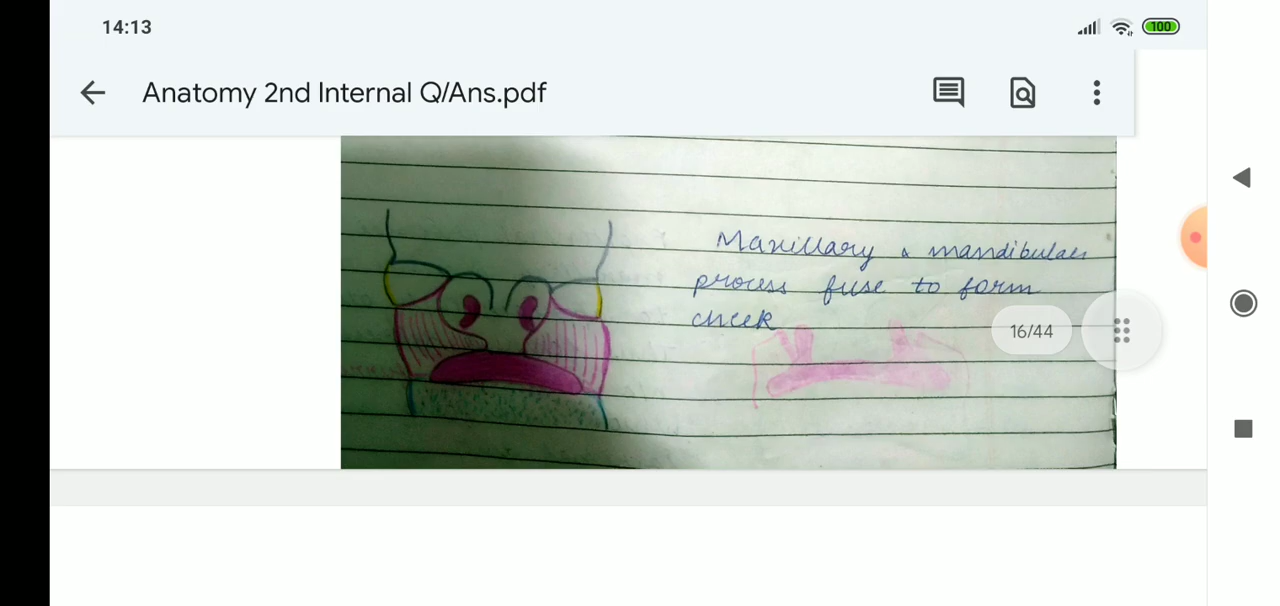 14:13
100
Anatomy 2nd Internal Q/Ans.pdf
Maxillary & mandibular
process fuse to form
cheek
16/44